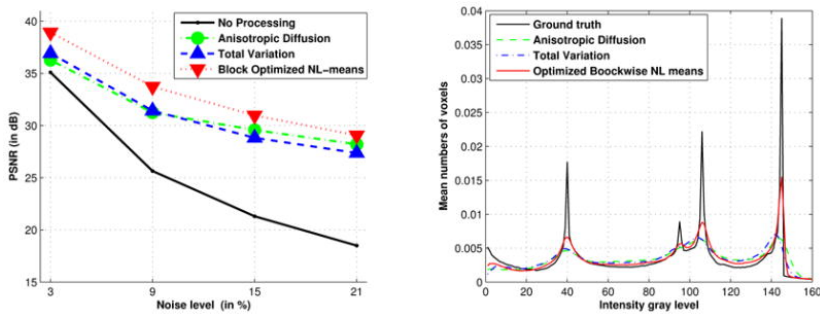 40
35
30
25
20
15
PSNR (in dB)
No Processing
Anisotropic Diffusion
Total Variation
Block Optimized NL-means
3 9 15 21
Noise level (in %)
0.04
0.035
0.03
0.025
0.02
0.015
0.01
0.005
0
Mean numbers of voxels
Ground truth
Anisotropic Diffusion
Total Variation
Optimized Boockwise NL means
0 20 40 60 80 100 120 140 160
Intensity gray level